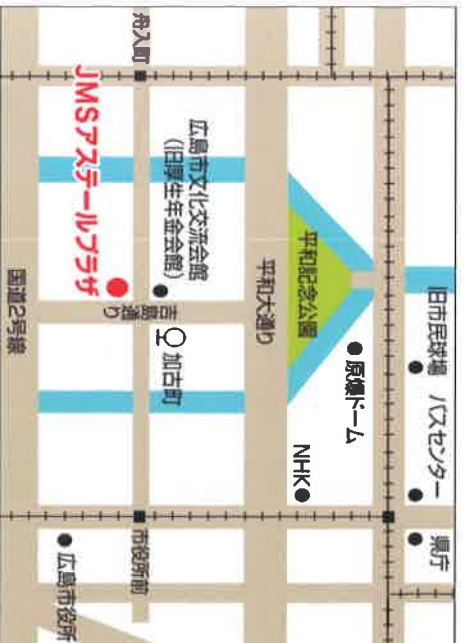 旧市民球場
バスセンター
県庁
原爆ドーム
NHK
平和記念公園
平和大通り
広島市文化交流会館
(旧厚生年金会館)
加古町
吉島通り
舟入町
市役所前
JMSアステールプラザ
広島市役所
国道2号線